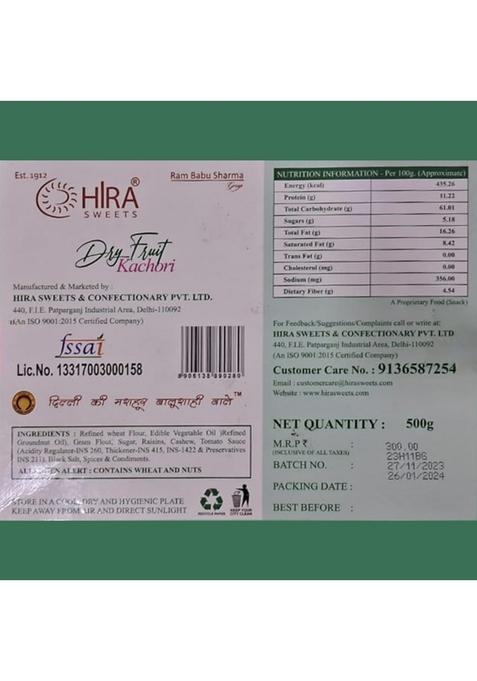 Est. 1912
HIRA®
SWEETS
Ram Babu Sharma
Group
Dry Fruit
Kachori
Manufactured & Marketed by :
HIRA SWEETS & CONFECTIONARY PVT. LTD.
440, F.I.E. Patparganj Industrial Area, Delhi-110092
(An ISO 9001:2015 Certified Company)
fssai
Lic.No. 13317003000158
8906138890280
दिल्ली की मशहूर बालूशाही वाले™
INGREDIENTS : Refined wheat Flour, Edible Vegetable Oil )Refined
Groundnut Oil), Gram Flour, Sugar, Raisins, Cashew, Tomato Sauce
(Acidity Regulator-INS 260, Thickener-INS 415, INS-1422 & Preservatives
INS 211), Black Salt, Spices & Condiments.
ALLERGEN ALERT : CONTAINS WHEAT AND NUTS
STORE IN A COOL, DRY AND HYGIENIC PLATE
KEEP AWAY FROM AIR AND DIRECT SUNLIGHT
RECYCLE PAPER
KEEP YOUR
CITY CLEAN
NUTRITION INFORMATION - Per 100g. (Approximate)
Energy (kcal) 435.26
Protein (g) 11.22
Total Carbohydrate (g) 61.01
Sugars (g) 5.18
Total Fat (g) 16.26
Saturated Fat (g) 8.42
Trans Fat (g) 0.00
Cholesterol (mg) 0.00
Sodium (mg) 356.00
Dietary Fiber (g) 4.54
A Proprietary Food (Snack)
For Feedback/Suggestions/Complaints call or write at:
HIRA SWEETS & CONFECTIONARY PVT. LTD
440, F.I.E. Patparganj Industrial Area, Delhi-110092
(An ISO 9001:2015 Certified Company)
Customer Care No. : 9136587254
Email : customercare@hirasweets.com
Website : www.hirasweets.com
NET QUANTITY : 500g
M.R.P ₹ : 300.00
(INCLUSIVE OF ALL TAXES) 23H11BG
BATCH NO. : 27/11/2023
26/01/2024
PACKING DATE :
BEST BEFORE :